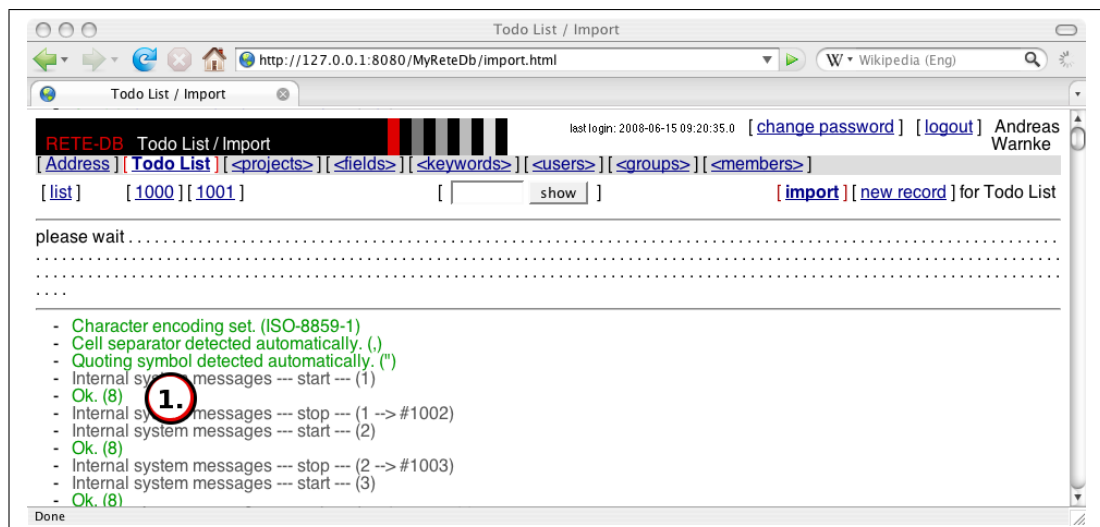 Todo List / Import
http://127.0.0.1:8080/MyReteDb/import.html
W Wikipedia (Eng)
Todo List / Import
RETE-DB Todo List / Import
last login: 2008-06-15 09:20:35.0 [ change password ] [ logout ] Andreas Warnke
[ Address ] [ Todo List ] [ <projects> ] [ <fields> ] [ <keywords> ] [ <users> ] [ <groups> ] [ <members> ]
[ list ] [ 1000 ] [ 1001 ] [ show ] [ import ] [ new record ] for Todo List
please wait . . . . . . . . . . . . . . . . . . . . . . . . . . . . . . . . . . . . . . . . . . . . . . . . . . . . . . . . . . . . . . . . . . . . . . . . . . . . . . . . . . . . . . . . . . . . . . . . . . . . . . . . . . . .
. . . . . . . . . . . . . . . . . . . . . . . . . . . . . . . . . . . . . . . . . . . . . . . . . . . . . . . . . . . . . . . . . . . . . . . . . . . . . . . . . . . . . . . . . . . . . . . . . . . . . . . . . . . . . . . . . . . .
. . . . . . . . . . . . . . . . . . . . . . . . . . . . . . . . . . . . . . . . . . . . . . . . . . . . . . . . . . . . . . . . . . . . . . . . . . . . . . . . . . . . . . . . . . . . . . . . . . . . . . . . . . . . . . . . . . . .
. . . .
- Character encoding set. (ISO-8859-1)
- Cell separator detected automatically. (,)
- Quoting symbol detected automatically. (")
- Internal system messages --- start --- (1)
- Ok. (8)
1.
- Internal system messages --- stop --- (1 --> #1002)
- Internal system messages --- start --- (2)
- Ok. (8)
- Internal system messages --- stop --- (2 --> #1003)
- Internal system messages --- start --- (3)
- Ok. (8)
Done